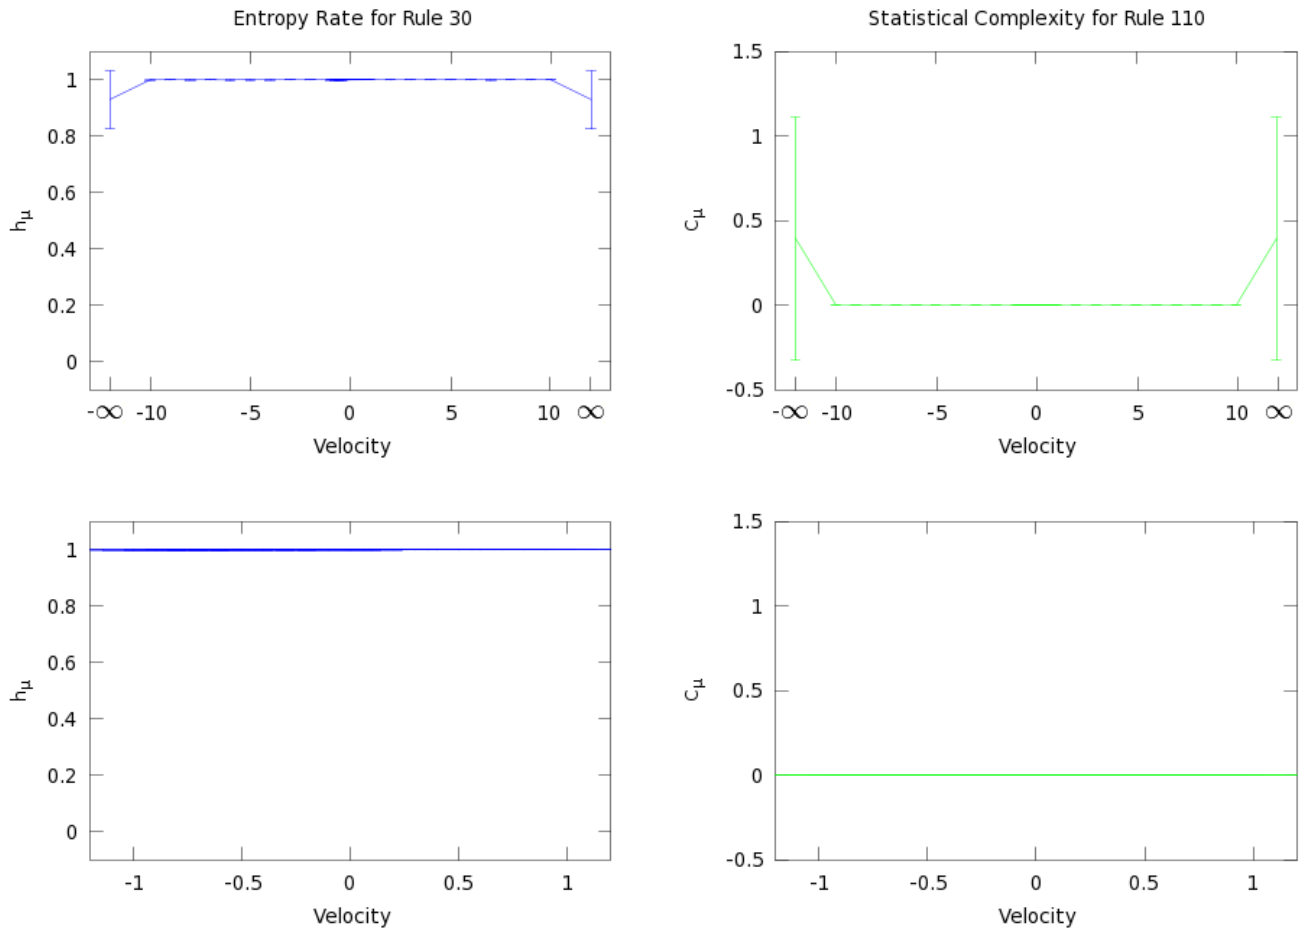 Entropy Rate for Rule 30
1
0.8
0.6
0.4
0.2
0
hμ
-∞ -10 -5 0 5 10 ∞
Velocity
Statistical Complexity for Rule 110
1.5
1
0.5
0
-0.5
Cμ
-∞ -10 -5 0 5 10 ∞
Velocity
1
0.8
0.6
0.4
0.2
0
hμ
-1 -0.5 0 0.5 1
Velocity
1.5
1
0.5
0
-0.5
Cμ
-1 -0.5 0 0.5 1
Velocity